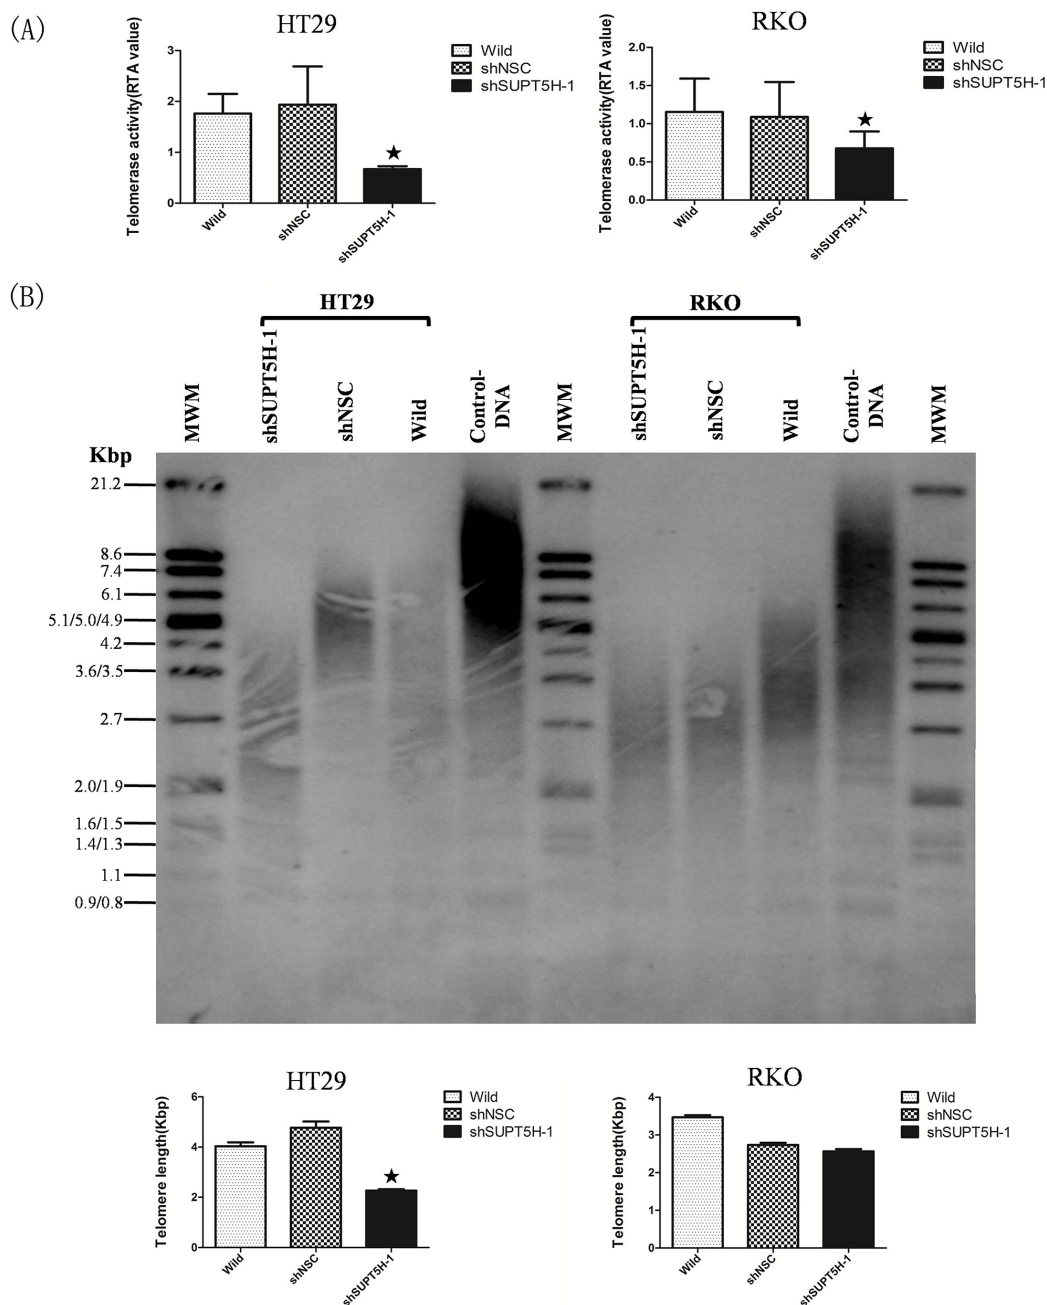 (A)
HT29
Telomerase activity(RTA value)
3
2
1
0
Wild
shNSC
shSUPT5H-1
★
Wild
shNSC
shSUPT5H-1
RKO
Telomerase activity(RTA value)
2.0
1.5
1.0
0.5
0.0
Wild
shNSC
shSUPT5H-1
★
Wild
shNSC
shSUPT5H-1
(B)
HT29
RKO
MWM
shSUPT5H-1
shNSC
Wild
Control-
DNA
MWM
shSUPT5H-1
shNSC
Wild
Control-
DNA
MWM
Kbp
21.2
8.6
7.4
6.1
5.1/5.0/4.9
4.2
3.6/3.5
2.7
2.0/1.9
1.6/1.5
1.4/1.3
1.1
0.9/0.8
HT29
Telomere length(Kbp)
6
4
2
0
Wild
shNSC
shSUPT5H-1
★
Wild
shNSC
shSUPT5H-1
RKO
Telomere length(Kbp)
4
3
2
1
0
Wild
shNSC
shSUPT5H-1
Wild
shNSC
shSUPT5H-1